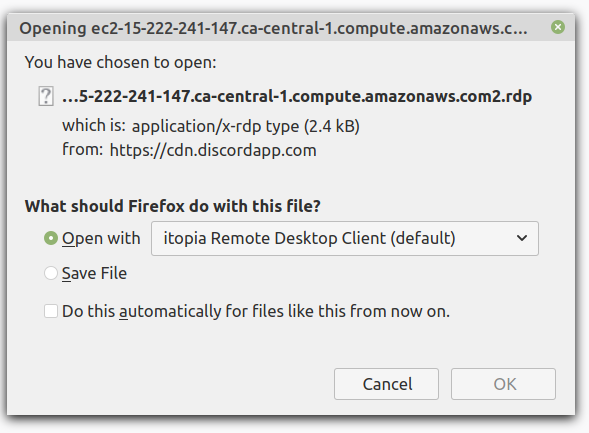 Opening ec2-15-222-241-147.ca-central-1.compute.amazonaws.c...
You have chosen to open:
...5-222-241-147.ca-central-1.compute.amazonaws.com2.rdp
which is: application/x-rdp type (2.4 kB)
from: https://cdn.discordapp.com
What should Firefox do with this file?
Open with itopia Remote Desktop Client (default)
Save File
Do this automatically for files like this from now on.
Cancel OK